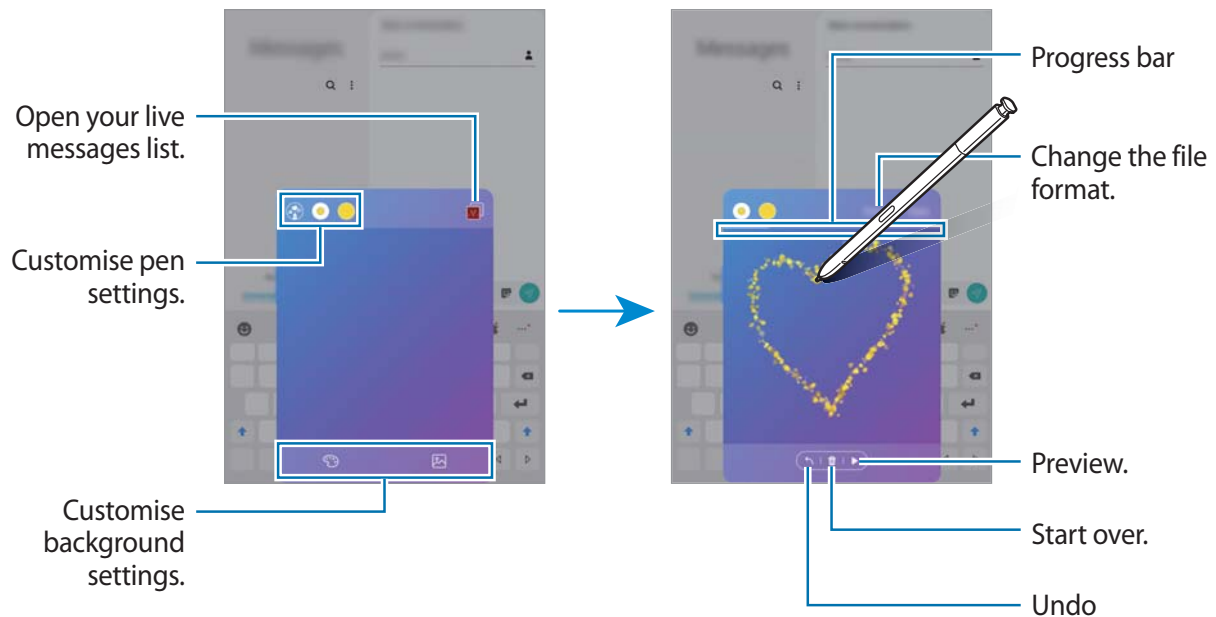 Open your live
messages list.
Customise pen
settings.
Customise
background
settings.
Progress bar
Change the file
format.
Preview.
Start over.
Undo